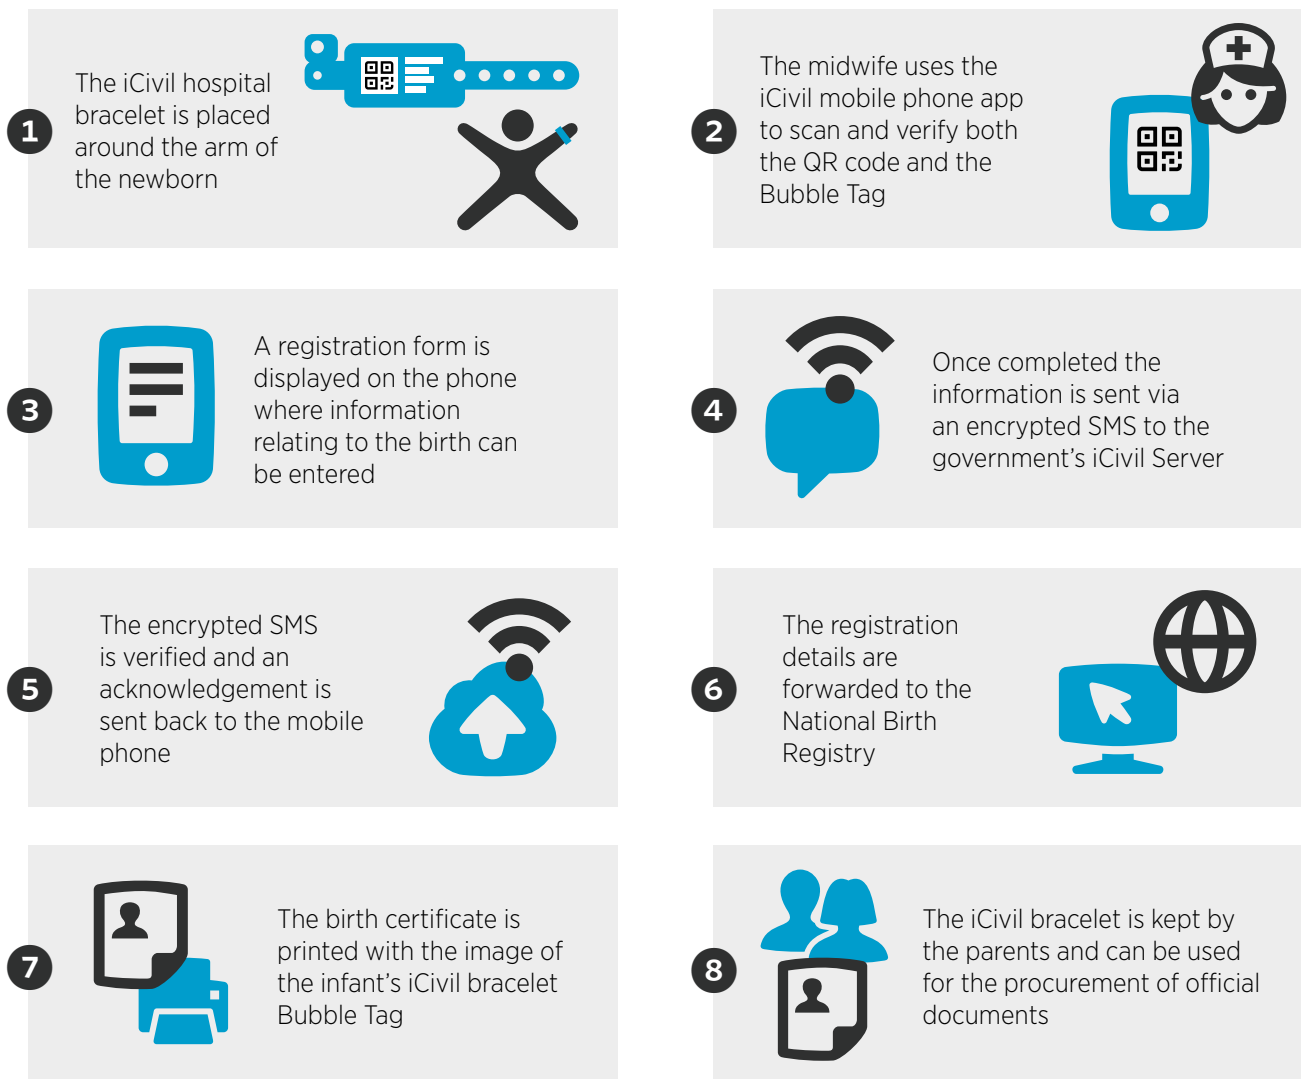 1
The iCivil hospital
bracelet is placed
around the arm of
the newborn
2
The midwife uses the
iCivil mobile phone app
to scan and verify both
the QR code and the
Bubble Tag
3
A registration form is
displayed on the phone
where information
relating to the birth can
be entered
4
Once completed the
information is sent via
an encrypted SMS to the
government’s iCivil Server
5
The encrypted SMS
is verified and an
acknowledgement is
sent back to the mobile
phone
6
The registration
details are
forwarded to the
National Birth
Registry
7
The birth certificate is
printed with the image of
the infant’s iCivil bracelet
Bubble Tag
8
The iCivil bracelet is kept by
the parents and can be used
for the procurement of official
documents